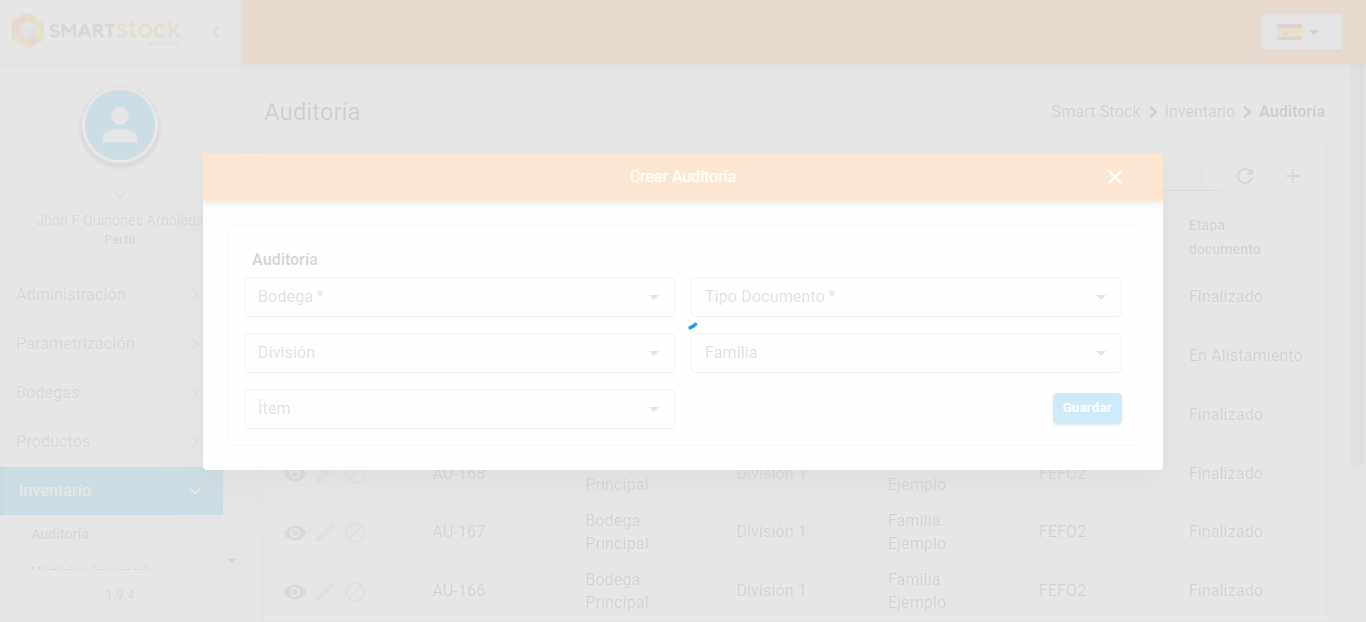 SMARTstock
Auditoría
Smart Stock > Inventario > Auditoría
Jhon F Quinones Arboleda
Perfil
Administración
Parametrización
Bodegas
Productos
Inventario
Auditoría
Histórico inventario
1.9.4
Crear Auditoría
Auditoría
Bodega *
Tipo Documento *
División
Familia
Ítem
Guardar
Etapa
documento
Finalizado
En Alistamiento
Finalizado
AU-168
Principal
División 1
Ejemplo
FEFO2
Finalizado
AU-167
Bodega
Principal
División 1
Familia
Ejemplo
FEFO2
Finalizado
AU-166
Bodega
Principal
División 1
Familia
Ejemplo
FEFO2
Finalizado